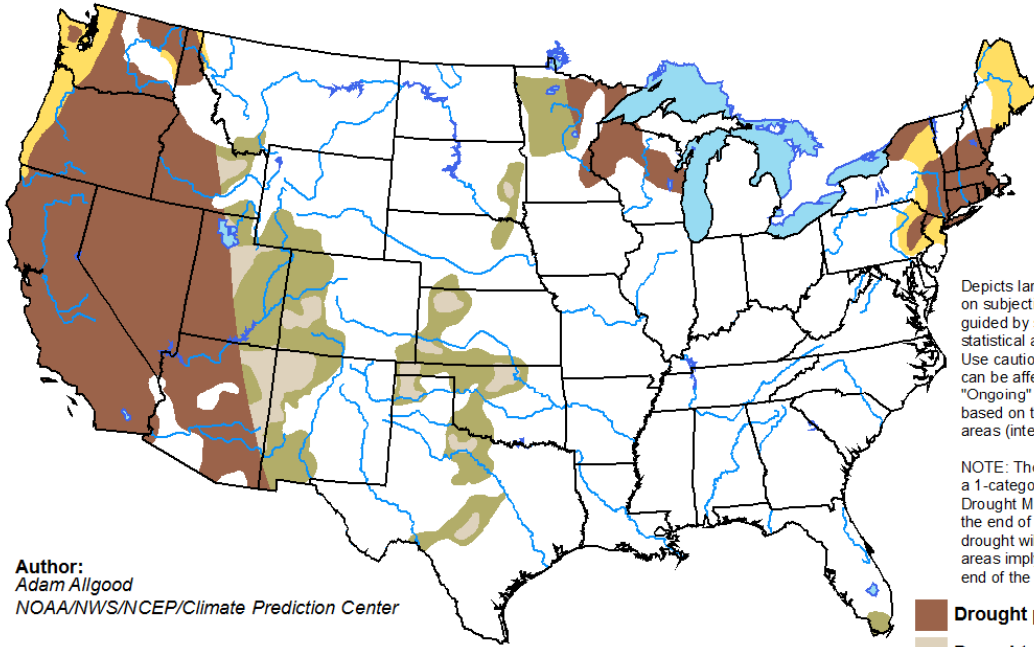 Depicts lar
on subject
guided by
statistical a
Use cautio
can be affe
"Ongoing"
based on t
areas (inte
NOTE: The
a 1-catego
Drought M
the end of
drought wi
areas impl
end of the
Author:
Adam Allgood
NOAA/NWS/NCEP/Climate Prediction Center
Drought p